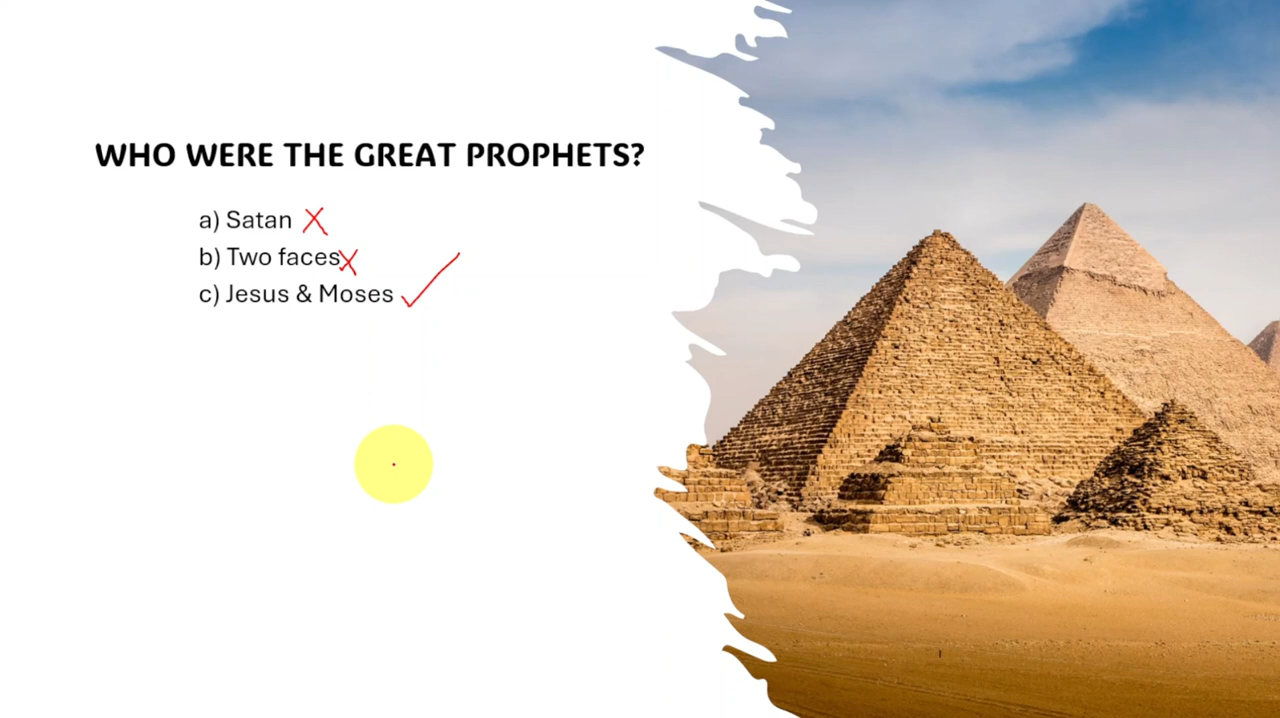 WHO WERE THE GREAT PROPHETS?
a) Satan
b) Two faces
c) Jesus & Moses